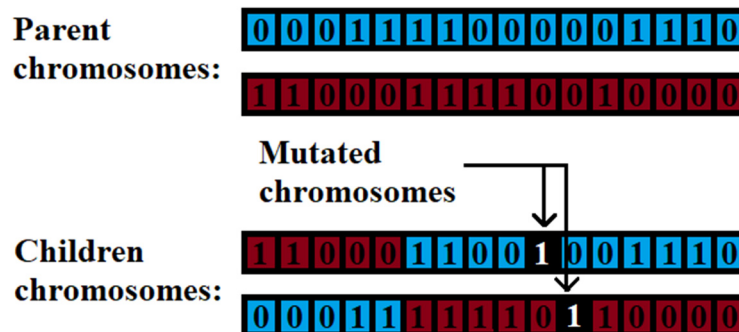 Parent
chromosomes:
0 0 0 1 1 1 1 0 0 0 0 0 1 1 1 0
1 1 0 0 0 1 1 1 1 0 0 1 0 0 0 0
Mutated
chromosomes
Children
chromosomes:
1 1 0 0 0 1 1 0 0 1 0 0 1 1 1 0
0 0 0 1 1 1 1 1 1 0 1 1 0 0 0 0